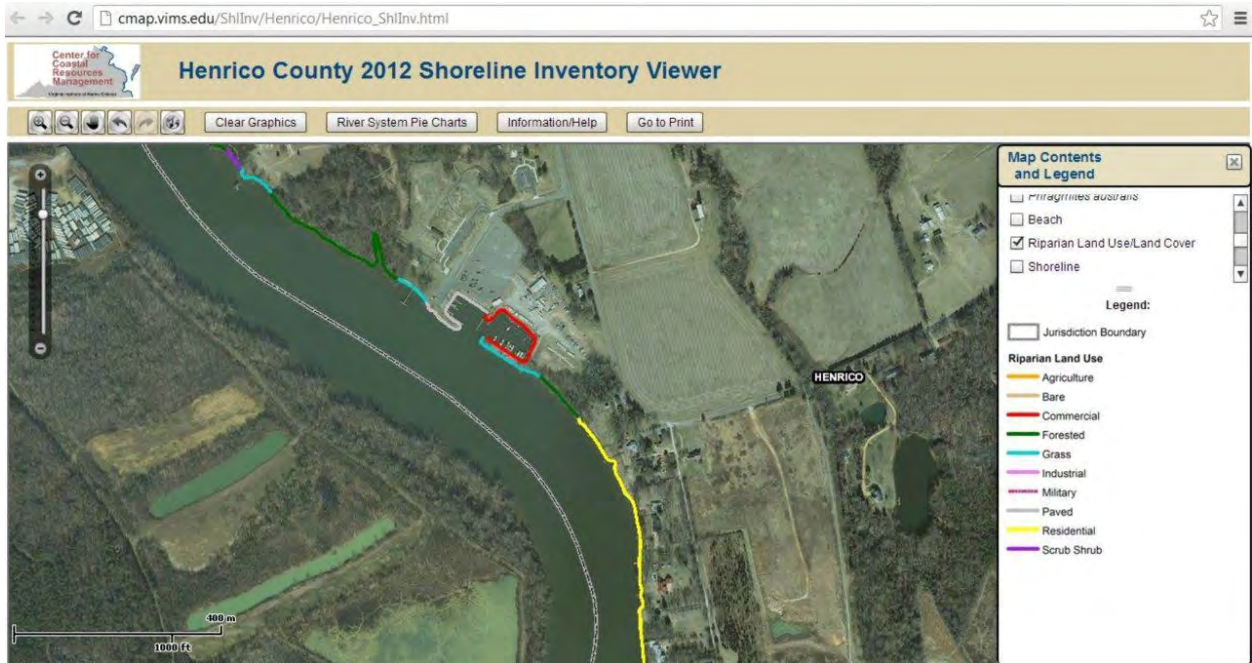 cmap.vims.edu/ShlInv/Henrico/Henrico_ShlInv.html
Center for
Coastal
Resources
Management
Henrico County 2012 Shoreline Inventory Viewer
Clear Graphics
River System Pie Charts
Information/Help
Go to Print
Map Contents
and Legend
Phragmites australis
Beach
Riparian Land Use/Land Cover
Shoreline
Legend:
Jurisdiction Boundary
Riparian Land Use
Agriculture
Bare
Commercial
Forested
Grass
Industrial
Military
Paved
Residential
Scrub Shrub
HENRICO
400 m
1000 ft